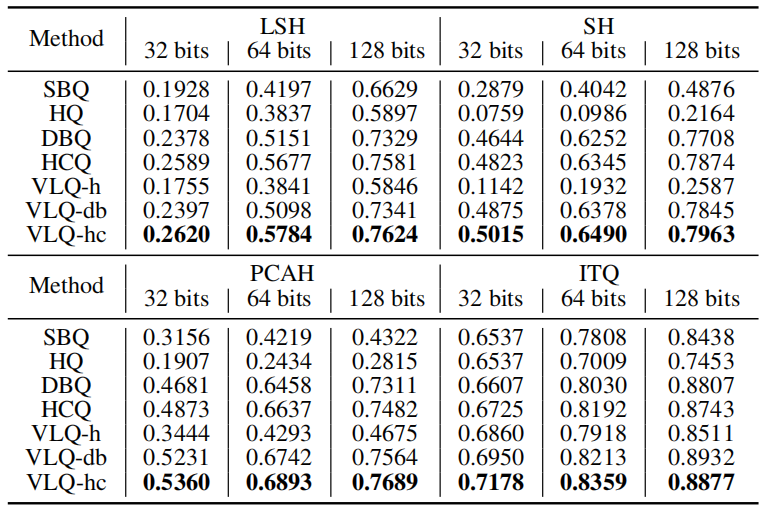 Method LSH SH
32 bits 64 bits 128 bits 32 bits 64 bits 128 bits
SBQ 0.1928 0.4197 0.6629 0.2879 0.4042 0.4876
HQ 0.1704 0.3837 0.5897 0.0759 0.0986 0.2164
DBQ 0.2378 0.5151 0.7329 0.4644 0.6252 0.7708
HCQ 0.2589 0.5677 0.7581 0.4823 0.6345 0.7874
VLQ-h 0.1755 0.3841 0.5846 0.1142 0.1932 0.2587
VLQ-db 0.2397 0.5098 0.7341 0.4875 0.6378 0.7845
VLQ-hc 0.2620 0.5784 0.7624 0.5015 0.6490 0.7963
Method PCAH ITQ
32 bits 64 bits 128 bits 32 bits 64 bits 128 bits
SBQ 0.3156 0.4219 0.4322 0.6537 0.7808 0.8438
HQ 0.1907 0.2434 0.2815 0.6537 0.7009 0.7453
DBQ 0.4681 0.6458 0.7311 0.6607 0.8030 0.8807
HCQ 0.4873 0.6637 0.7482 0.6725 0.8192 0.8743
VLQ-h 0.3444 0.4293 0.4675 0.6860 0.7918 0.8511
VLQ-db 0.5231 0.6742 0.7564 0.6950 0.8213 0.8932
VLQ-hc 0.5360 0.6893 0.7689 0.7178 0.8359 0.8877